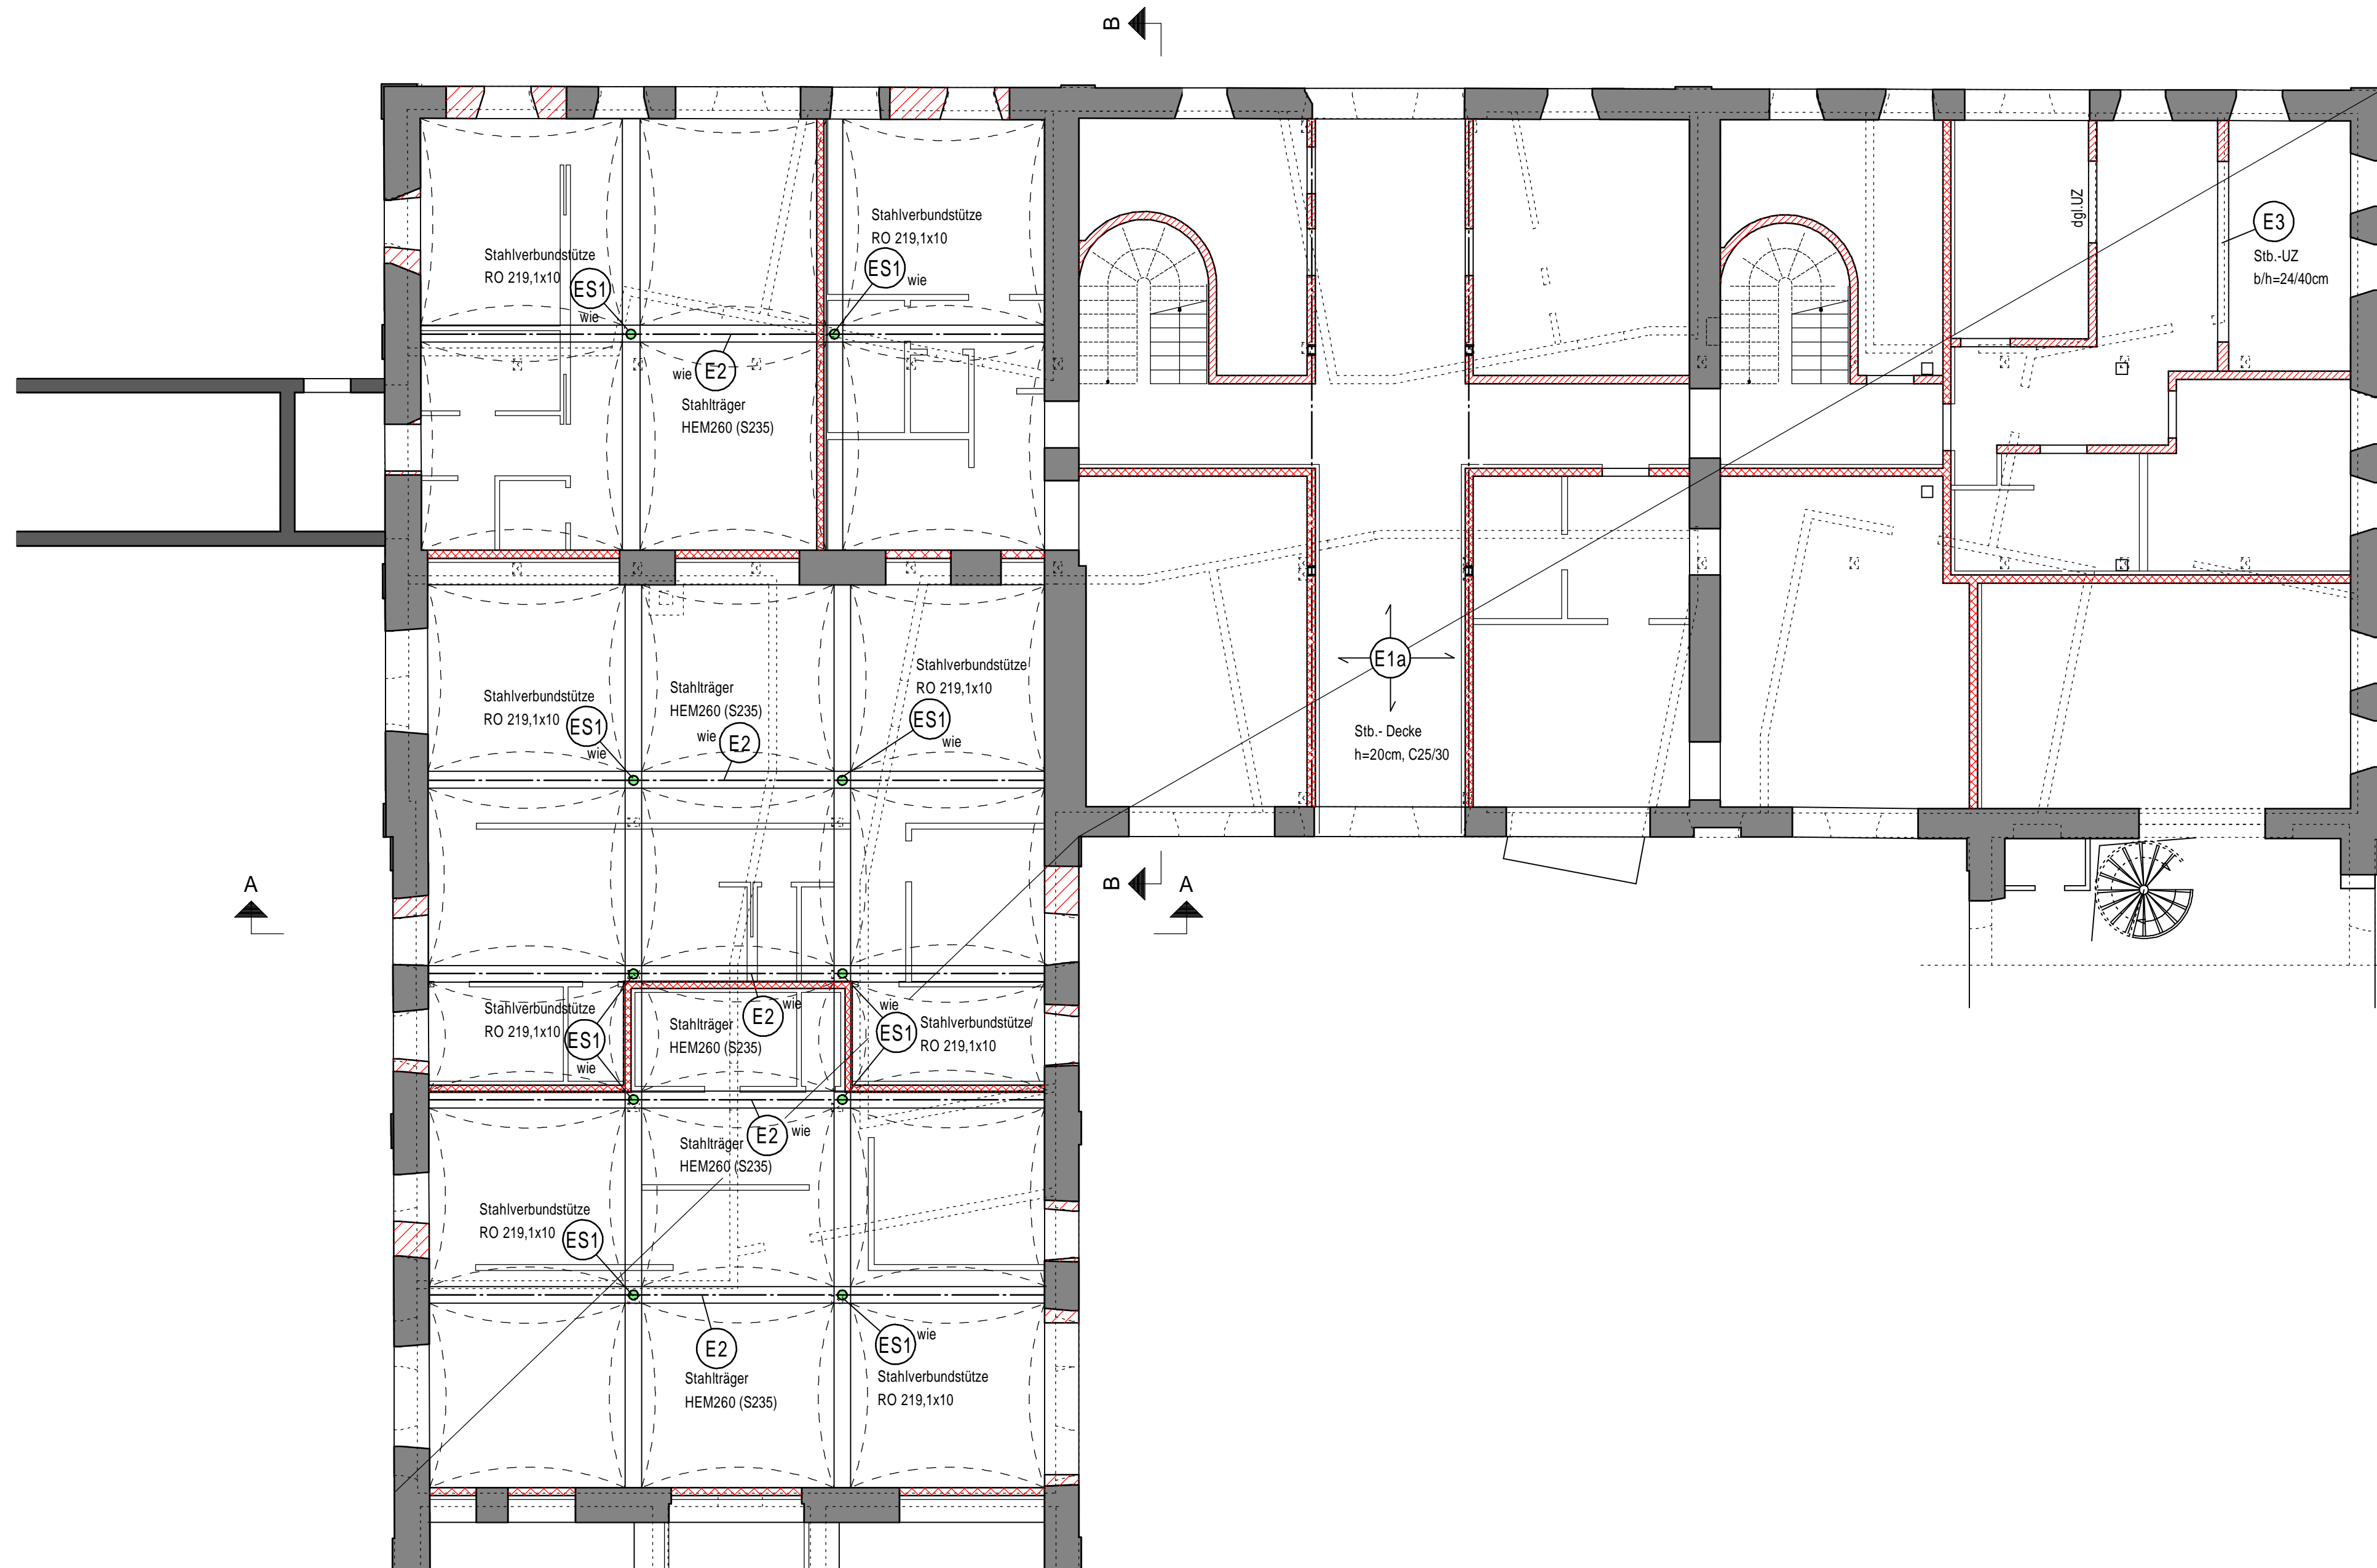 B
Stahlverbundstütze
RO 219,1x10
ES1
wie
Stahlverbundstütze
RO 219,1x10
ES1
wie
wie E2
Stahlträger
HEM260 (S235)
dgl.UZ
E3
Stb.-UZ
b/h=24/40cm
Stahlverbundstütze
RO 219,1x10
ES1
wie
Stahlträger
HEM260 (S235)
wie E2
Stahlverbundstütze
RO 219,1x10
ES1
wie
E1a
Stb.- Decke
h=20cm, C25/30
A
B
A
Stahlverbundstütze
RO 219,1x10
ES1
wie
E2 wie
Stahlträger
HEM260 (S235)
wie
ES1
Stahlverbundstütze
RO 219,1x10
E2 wie
Stahlträger
HEM260 (S235)
Stahlverbundstütze
RO 219,1x10
ES1
E2
Stahlträger
HEM260 (S235)
ES1 wie
Stahlverbundstütze
RO 219,1x10